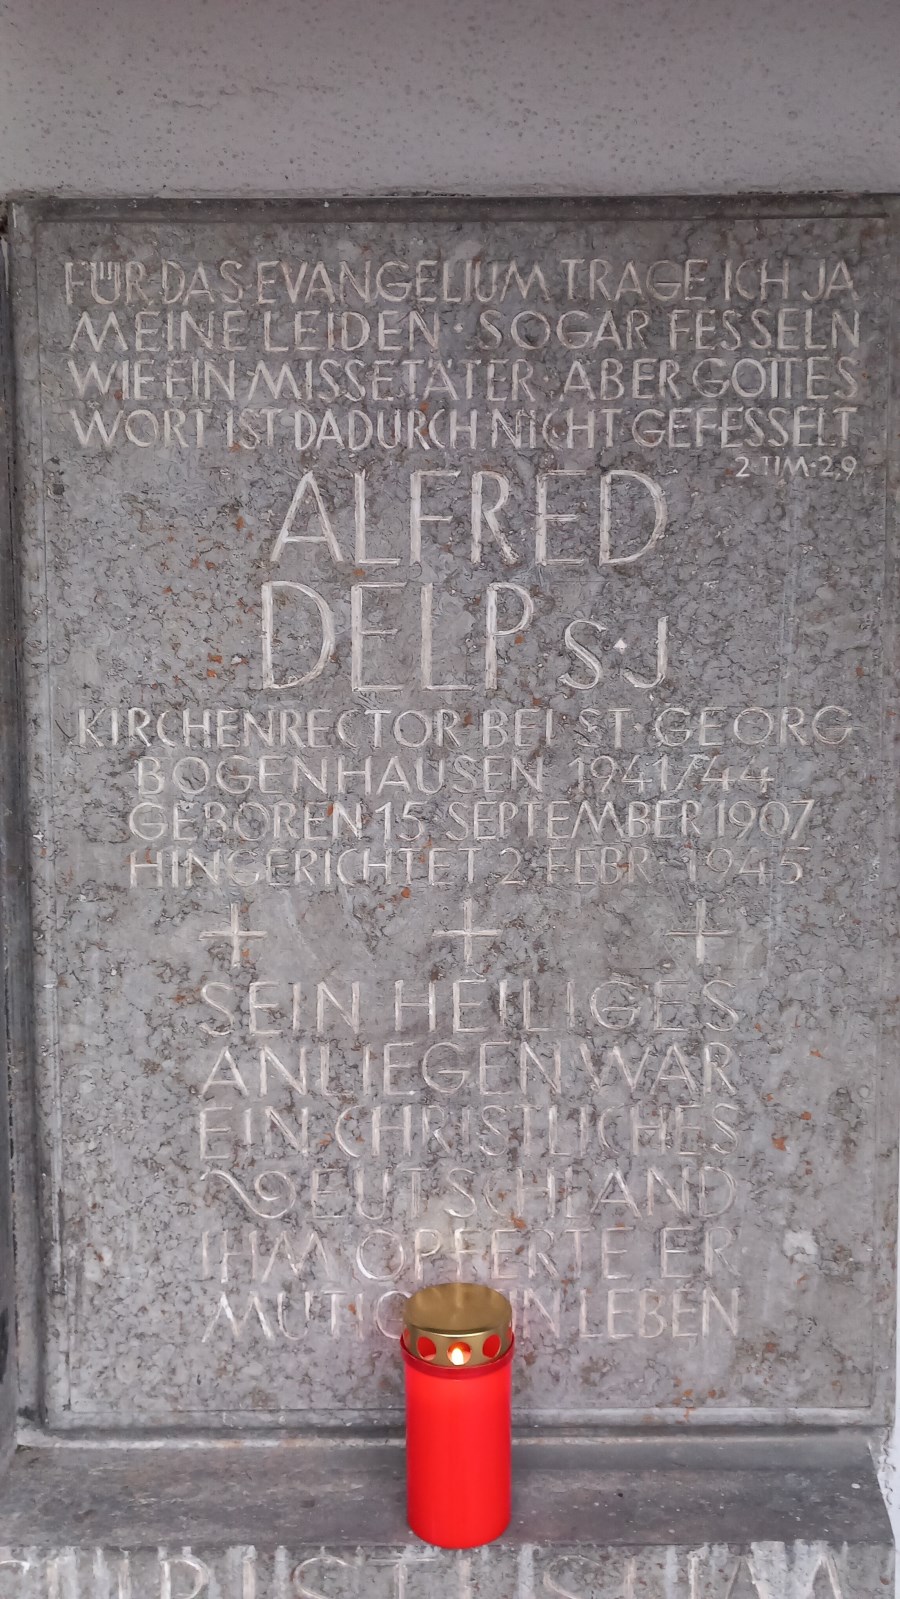 FÜR DAS EVANGELIUM TRAGE ICH JA
MEINE LEIDEN · SOGAR FESSELN
WIE EIN MISSETÄTER · ABER GOTTES
WORT IST DADURCH NICHT GEFESSELT
2·TIM·2,9
ALFRED
DELP S·J
KIRCHENRECTOR BEI ST·GEORG
BOGENHAUSEN 1941/44
GEBOREN 15 SEPTEMBER 1907
HINGERICHTET 2 FEBR 1945
SEIN HEILIGES
ANLIEGEN WAR
EIN CHRISTLICHES
DEUTSCHLAND
IHM OPFERTE ER
LEBEN